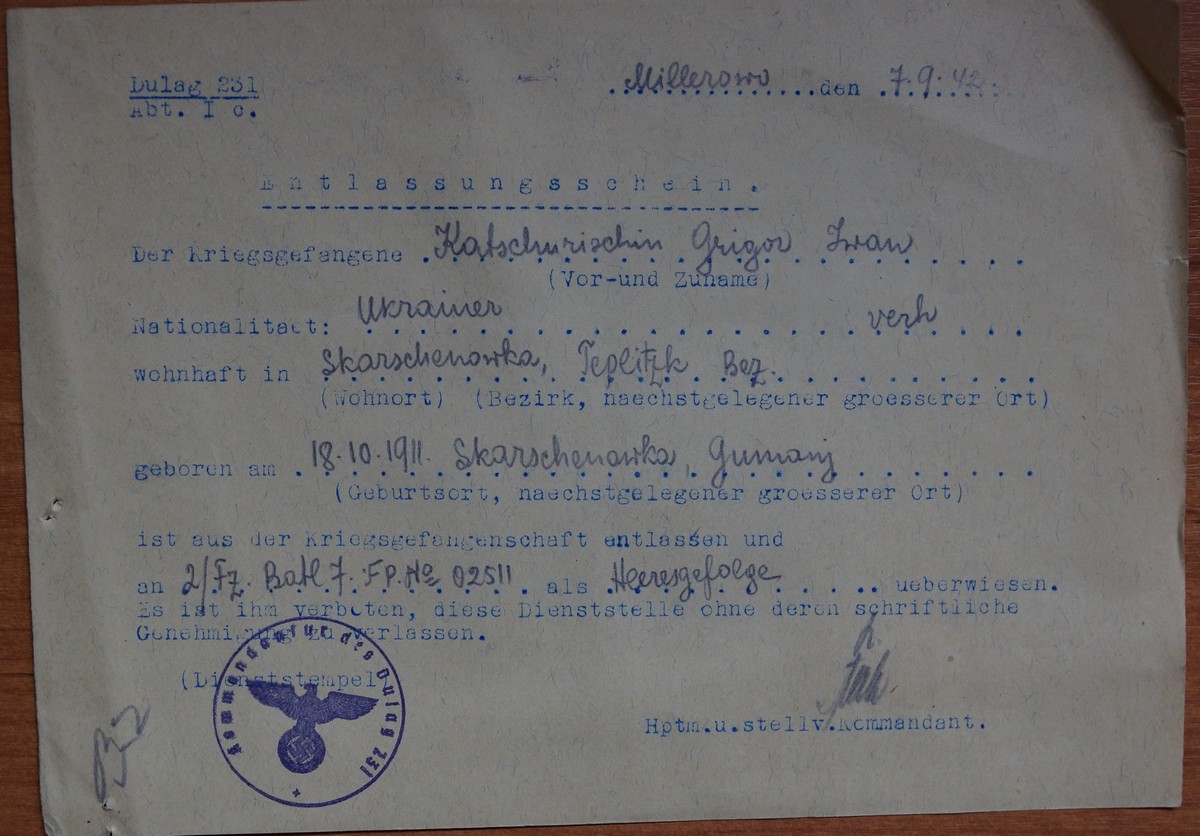 Dulag 231
Millerowo den 7.9.42
Abt. I c.
Entlassungsschein.
Der Kriegsgefangene Katschurischin Grigor Iwan
(Vor-und Zuname)
Nationalitaet: Ukrainer verh
wohnhaft in Skarschenowka, Teplitzk Bez.
(Wohnort) (Bezirk, naechstgelegener groesserer Ort)
geboren am 18.10.1911. Skarschenowka, Gumanj
(Geburtsort, naechstgelegener groesserer Ort)
ist aus der Kriegsgefangenschaft entlassen und
an 2/Fz. Batl 7. FP. No 02511 als Heeresgefolge ueberwiesen.
Es ist ihm verboten, diese Dienststelle ohne deren schriftliche
Genehmigung zu verlassen.
(Dienststempel)
Kommandantur des Dulag 231
Hptm.u.stellv.Kommandant.